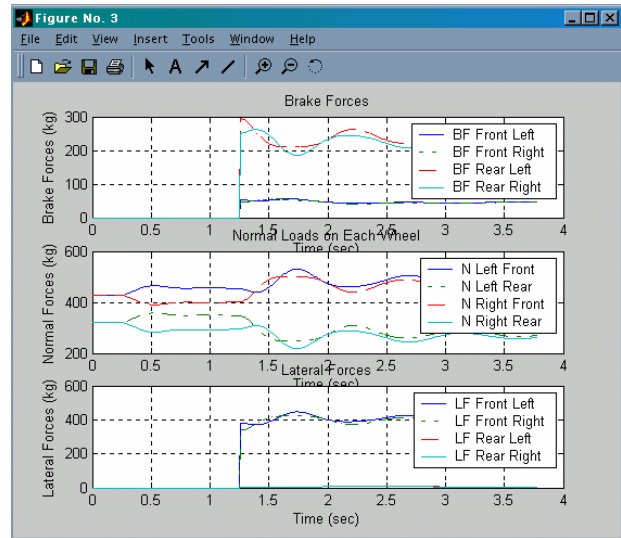 Figure No. 3
File Edit View Insert Tools Window Help
A
Brake Forces
Brake Forces (kg)
300
200
100
0
BF Front Left
BF Front Right
BF Rear Left
BF Rear Right
0 0.5 1 1.5 2 2.5 3 3.5 4
Time (sec)
Normal Loads on Each Wheel
Normal Forces (kg)
600
400
200
N Left Front
N Left Rear
N Right Front
N Right Rear
0 0.5 1 1.5 2 2.5 3 3.5 4
Time (sec)
Lateral Forces
Lateral Forces (kg)
600
400
200
0
LF Front Left
LF Front Right
LF Rear Left
LF Rear Right
0 0.5 1 1.5 2 2.5 3 3.5 4
Time (sec)